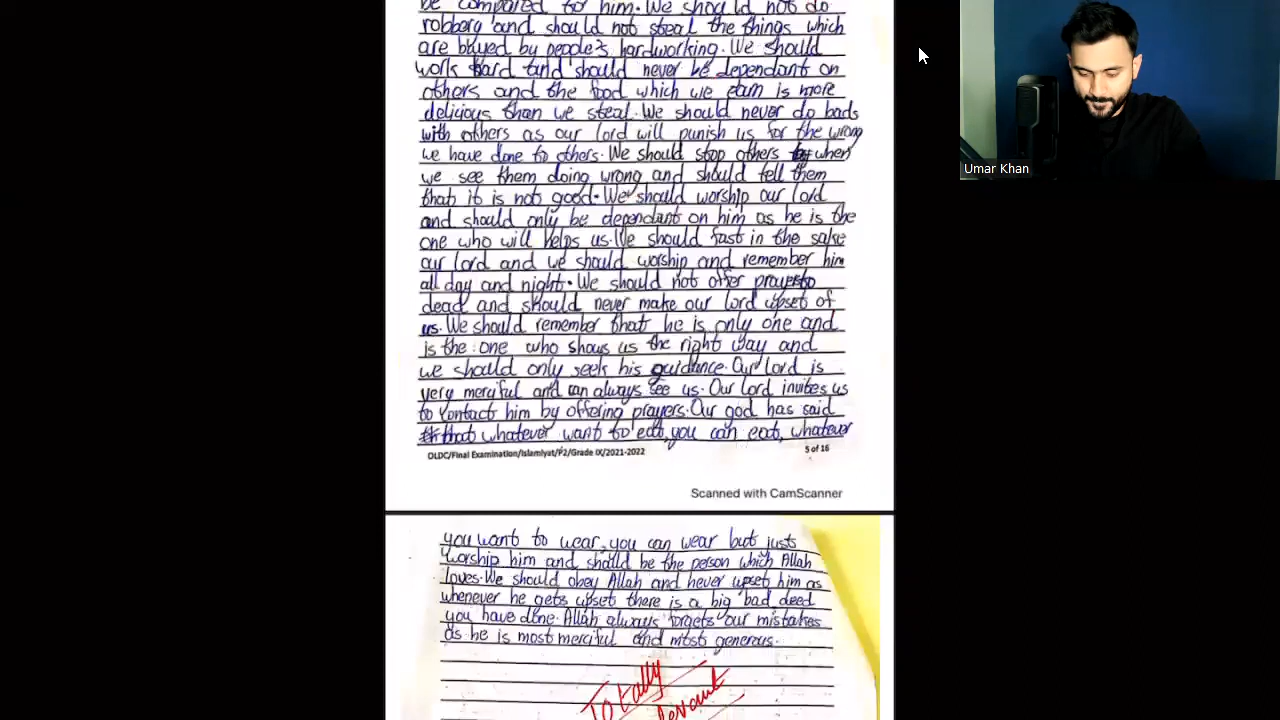 be compared to him. We should not do
robbery and should not steal the things which
are buyed by people's hardworking. We should
work hard and should never be dependant on
others and the food which we earn is more
delicious than we steal. We should never do bads
with others as our lord will punish us for the wrong
we have done to others. We should stop others when
we see them doing wrong and should tell them
that it is not good. We should worship our lord
and should only be dependant on him as he is the
one who will helps us. We should fast in the sake
our lord and we should worship and remember him
all day and night. We should not offer prayer to
dead and should never make our lord upset of
us. We should remember that he is only one and
is the one who shows us the right way and
we should only seek his guidance. Our lord is
very merciful and can always see us. Our lord invites us
to contact him by offering prayers. Our god has said
that whatever want to eat, you can eat, whatever
OLDC/Final Examination/Islamiyat/P2/Grade IX/2021-2022
5 of 16
Scanned with CamScanner
you want to wear, you can wear but justs
worship him and should be the person which Allah
loves. We should obey Allah and never upset him as
whenever he gets upset there is a big bad deed
you have done. Allah always forgets our mistakes
as he is most merciful and most generous.
Totally
Umar Khan